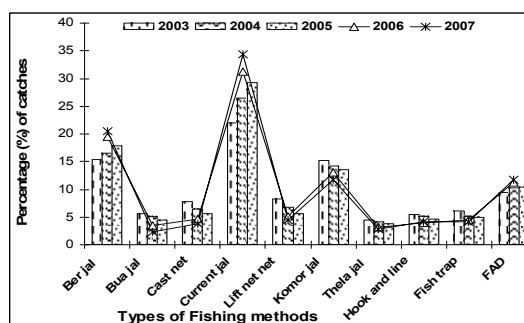 2003 2004 2005 2006 2007
Percentage (%) of catches
40
35
30
25
20
15
10
5
0
Ber jal
Bua jal
Cast net
Current jal
Lift net net
Komor jal
Thela jal
Hook and line
Fish trap
FAD
Types of Fishing methods